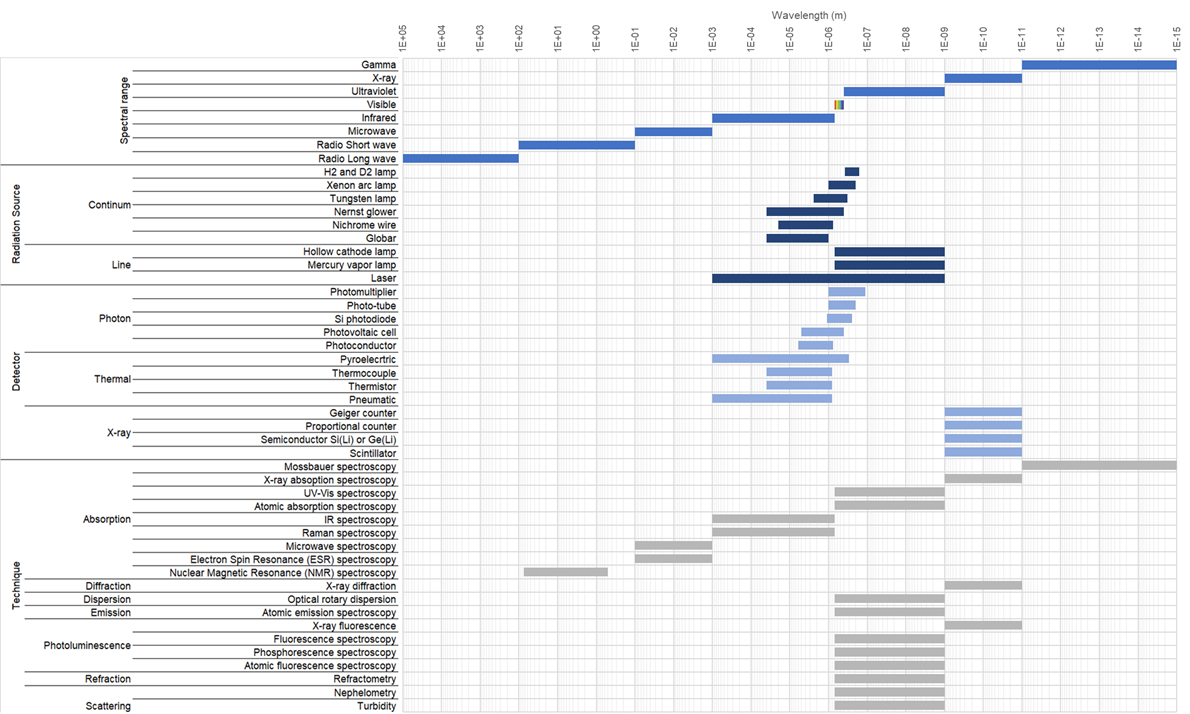 Wavelength (m)
1E+05 1E+04 1E+03 1E+02 1E+01 1E+00 1E-01 1E-02 1E-03 1E-04 1E-05 1E-06 1E-07 1E-08 1E-09 1E-10 1E-11 1E-12 1E-13 1E-14 1E-15
Spectral range
Gamma
X-ray
Ultraviolet
Visible
Infrared
Microwave
Radio Short wave
Radio Long wave
Radiation Source
Continum
H2 and D2 lamp
Xenon arc lamp
Tungsten lamp
Nernst glower
Nichrome wire
Globar
Line
Hollow cathode lamp
Mercury vapor lamp
Laser
Detector
Photon
Photomultiplier
Photo-tube
Si photodiode
Photovoltaic cell
Photoconductor
Thermal
Pyroelecrtric
Thermocouple
Thermistor
Pneumatic
X-ray
Geiger counter
Proportional counter
Semiconductor Si(Li) or Ge(Li)
Scintillator
Technique
Absorption
Mossbauer spectroscopy
X-ray absoption spectroscopy
UV-Vis spectroscopy
Atomic absorption spectroscopy
IR spectroscopy
Raman spectroscopy
Microwave spectroscopy
Electron Spin Resonance (ESR) spectroscopy
Nuclear Magnetic Resonance (NMR) spectroscopy
Diffraction
X-ray diffraction
Dispersion
Optical rotary dispersion
Emission
Atomic emission spectroscopy
Photoluminescence
X-ray fluorescence
Fluorescence spectroscopy
Phosphorescence spectroscopy
Atomic fluorescence spectroscopy
Refraction
Refractometry
Scattering
Nephelometry
Turbidity